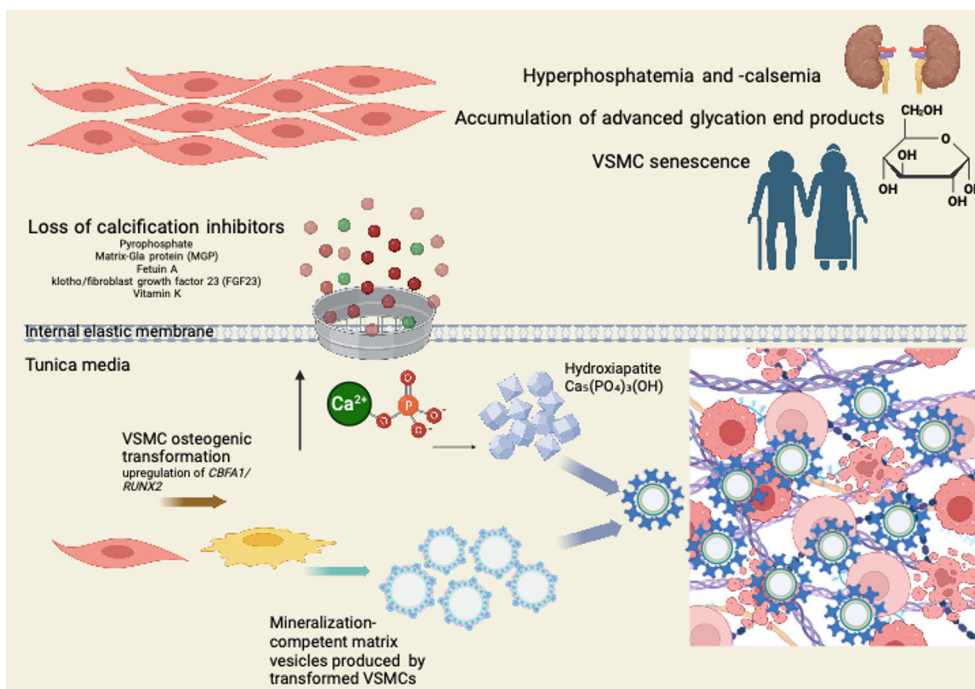 Hyperphosphatemia and -calsemia
Accumulation of advanced glycation end products
VSMC senescence
CH₂OH
O
OH
OH
OH
OH
Loss of calcification inhibitors
Pyrophosphate
Matrix-Gla protein (MGP)
Fetuin A
klotho/fibroblast growth factor 23 (FGF23)
Vitamin K
Internal elastic membrane
Tunica media
Ca²⁺
O
P
O
O⁻
O⁻
Hydroxiapatite
Ca₅(PO₄)₃(OH)
VSMC osteogenic
transformation
upregulation of CBFA1/
RUNX2
Mineralization-
competent matrix
vesicles produced by
transformed VSMCs